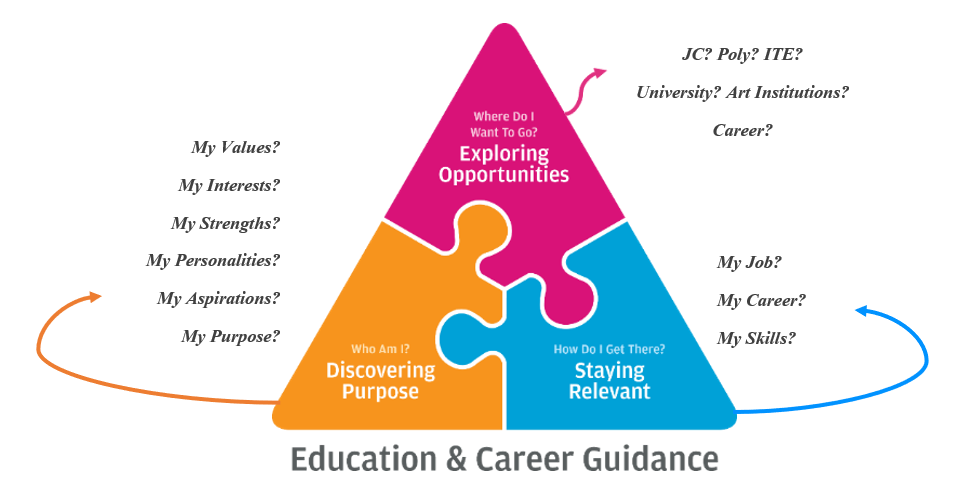 JC? Poly? ITE?
University? Art Institutions?
Career?
Where Do I
Want To Go?
Exploring
Opportunities
My Values?
My Interests?
My Strengths?
My Personalities?
My Aspirations?
My Purpose?
My Job?
My Career?
My Skills?
Who Am I?
Discovering
Purpose
How Do I Get There?
Staying
Relevant
Education & Career Guidance